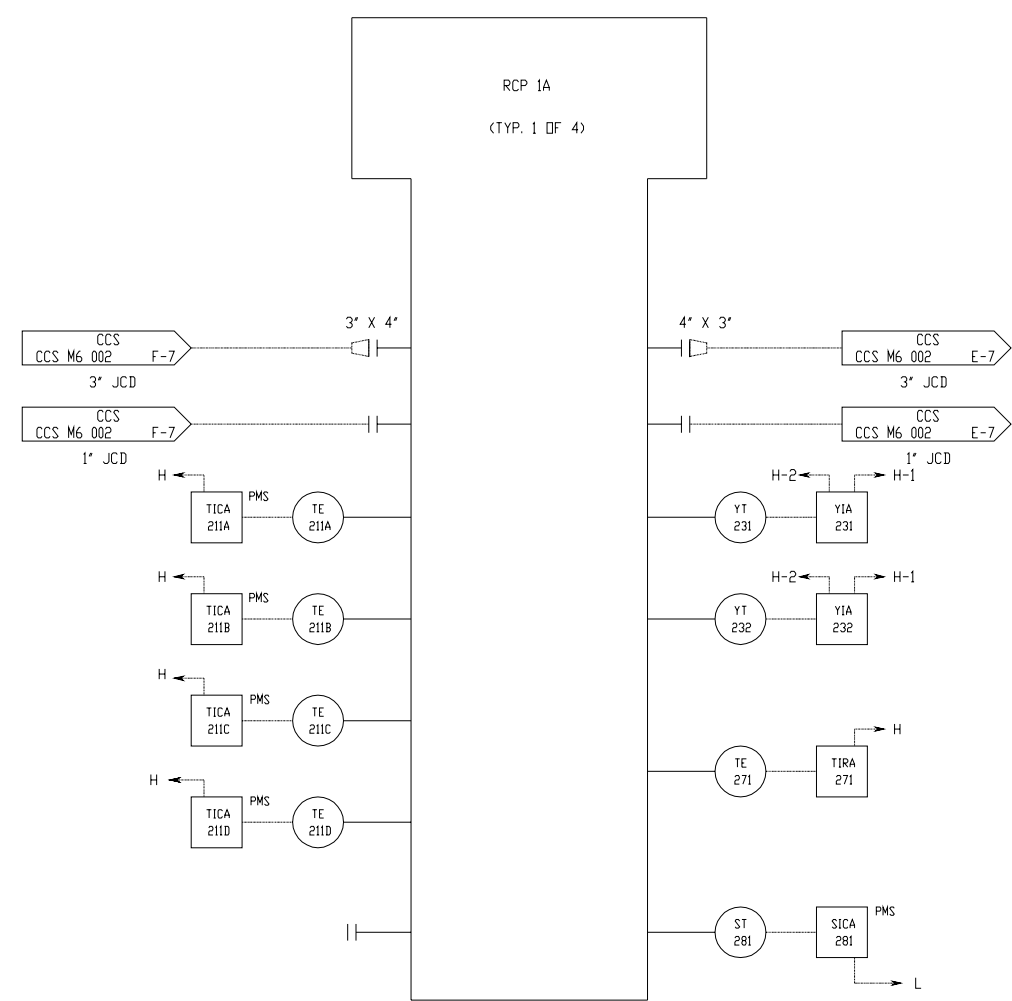 RCP 1A
(TYP. 1 OF 4)
3" X 4"
4" X 3"
CCS
CCS M6 002 F-7
3" JCD
CCS
CCS M6 002 E-7
3" JCD
CCS
CCS M6 002 F-7
1" JCD
CCS
CCS M6 002 E-7
1" JCD
H
TICA
211A
PMS
TE
211A
YT
231
H-2
H-1
YIA
231
H
TICA
211B
PMS
TE
211B
YT
232
H-2
H-1
YIA
232
H
TICA
211C
PMS
TE
211C
TE
271
H
TIRA
271
H
TICA
211D
PMS
TE
211D
ST
281
SICA
281
PMS
L